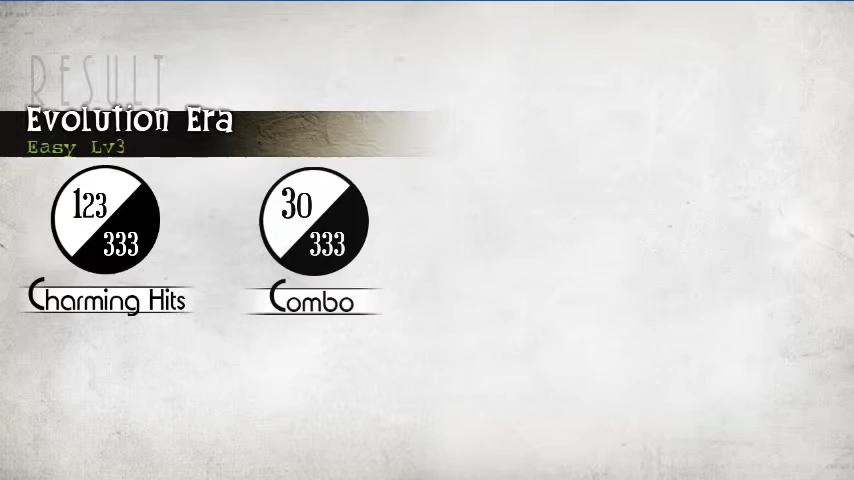 RESULT
Evolution Era
Easy Lv3
123
333
30
333
Charming Hits
Combo